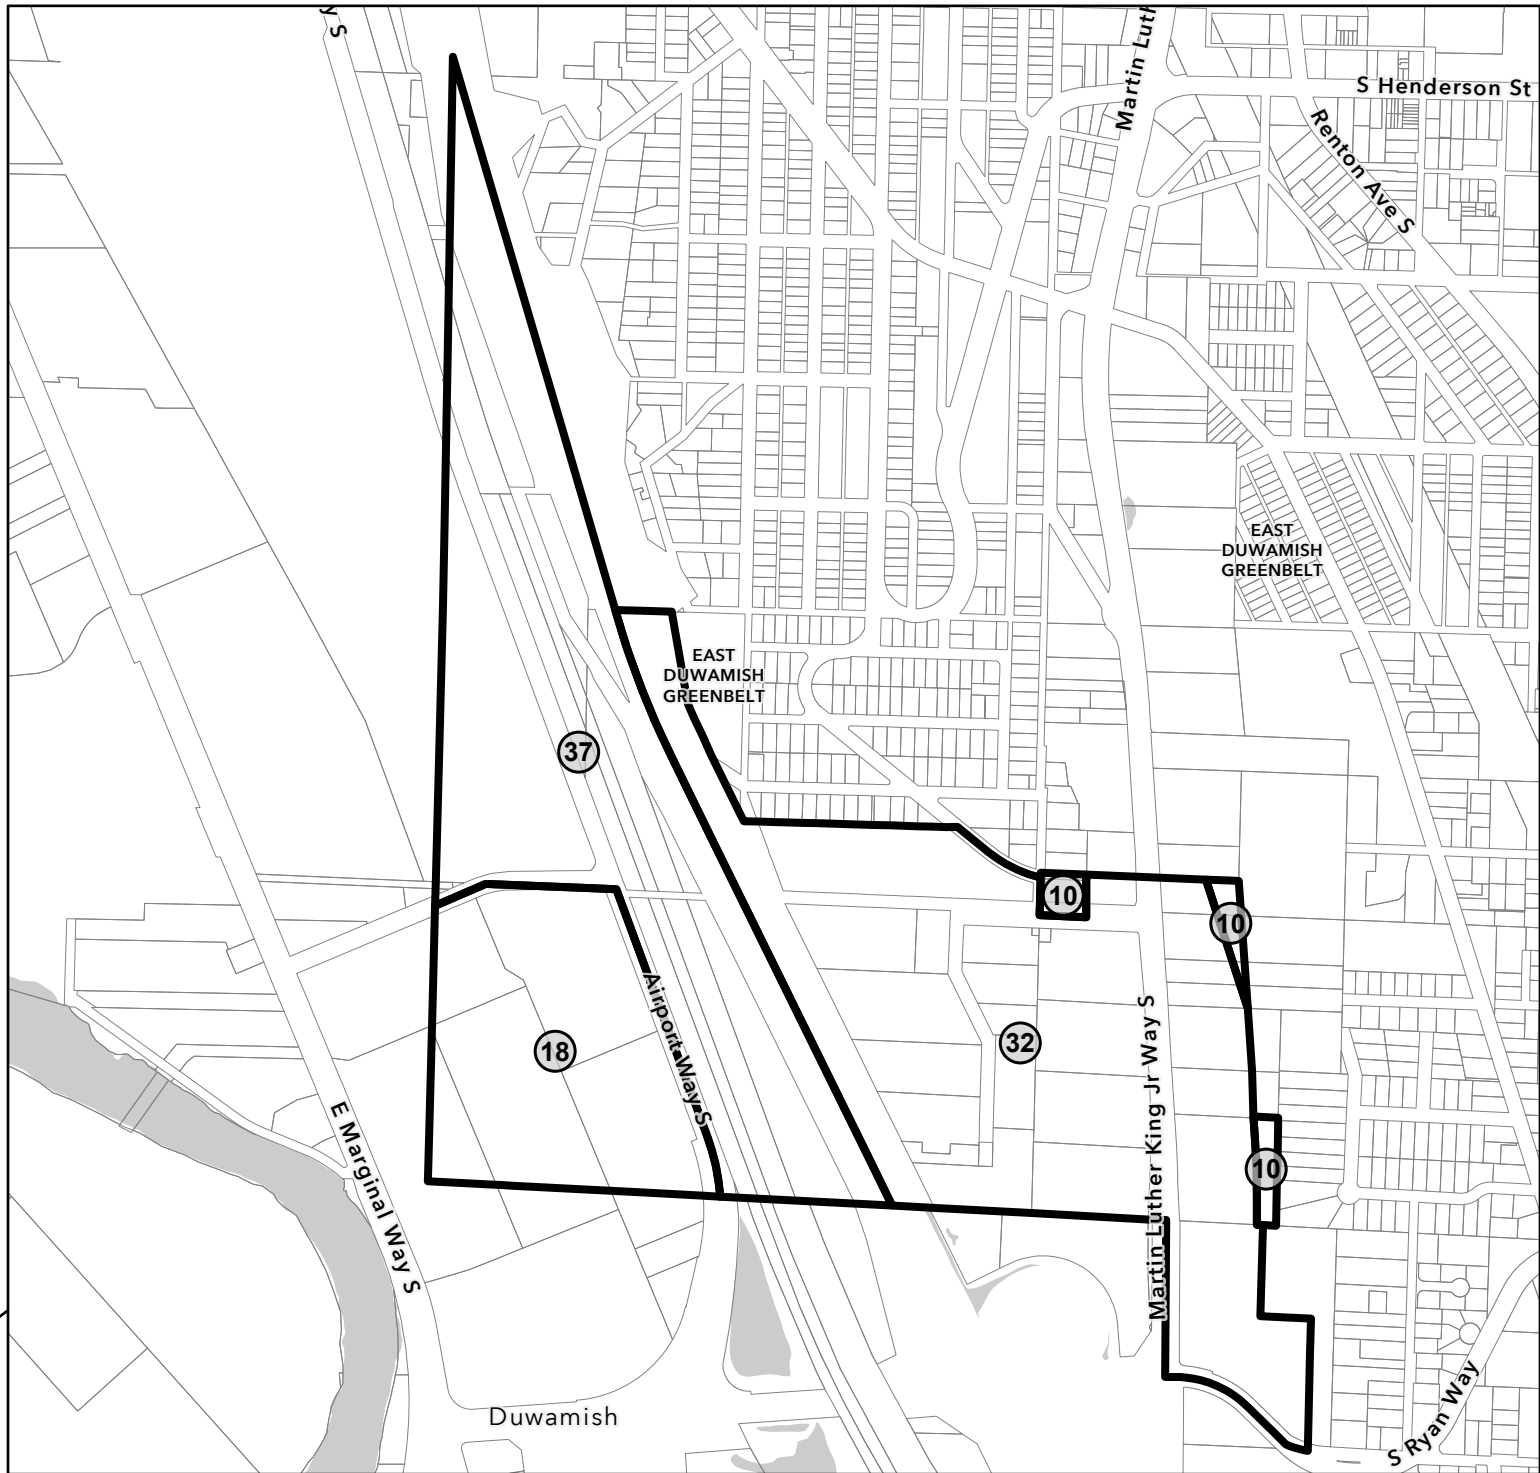 y S
Martin Luth
S Henderson St
Renton Ave S
EAST
DUWAMISH
GREENBELT
EAST
DUWAMISH
GREENBELT
37
10
10
Airport Way S
18
32
Martin Luther King Jr Way S
E Marginal Way S
10
Duwamish
S Ryan Way